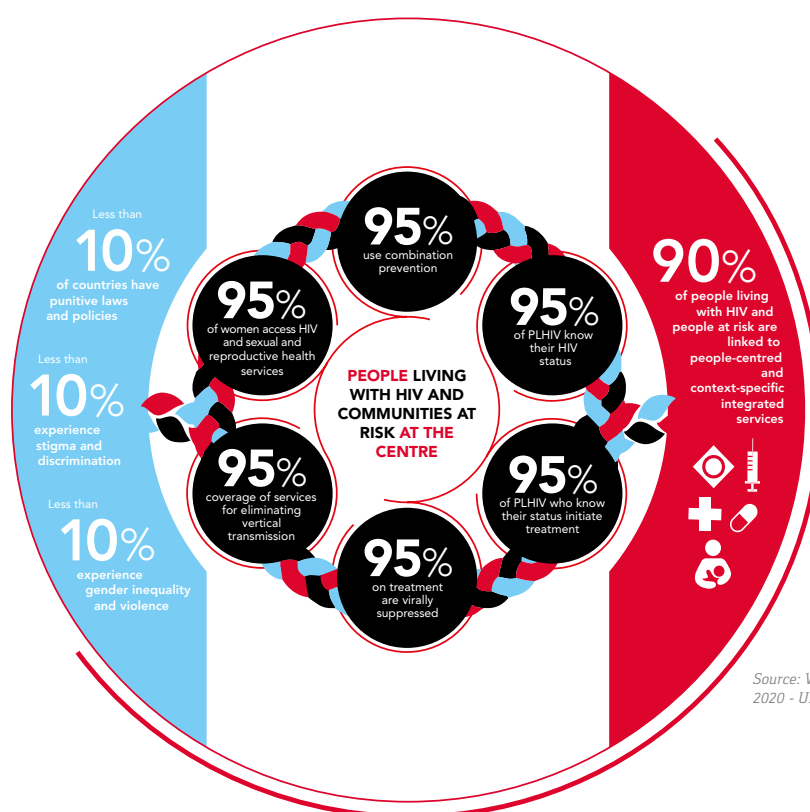 Less than
10%
of countries have
punitive laws
and policies
Less than
10%
experience
stigma and
discrimination
Less than
10%
experience
gender inequality
and violence
95%
use combination
prevention
95%
of PLHIV know
their HIV
status
95%
of PLHIV who know
their status initiate
treatment
95%
on treatment
are virally
suppressed
95%
coverage of services
for eliminating
vertical
transmission
95%
of women access HIV
and sexual and
reproductive health
services
PEOPLE LIVING
WITH HIV AND
COMMUNITIES AT
RISK AT THE
CENTRE
90%
of people living
with HIV and
people at risk are
linked to
people-centred
and
context-specific
integrated
services
Source:
2020 -